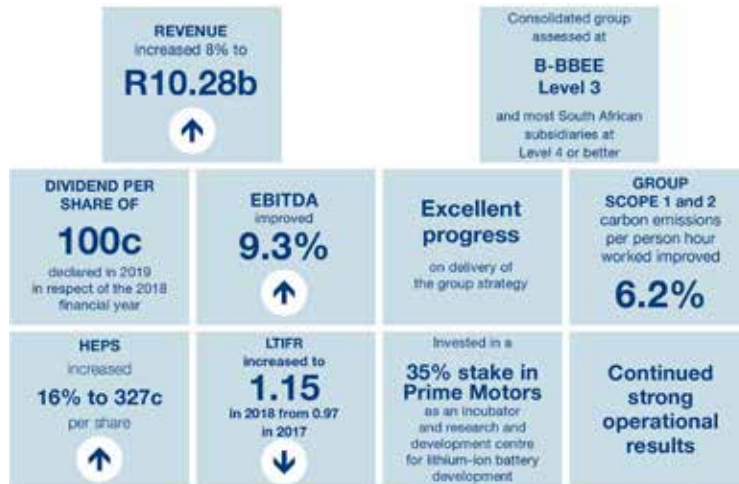 REVENUE
increased 8% to
R10.28b
Consolidated group
assessed at
B-BBEE
Level 3
and most South African
subsidiaries at
Level 4 or better
DIVIDEND PER
SHARE OF
100c
declared in 2019
in respect of the 2018
financial year
EBITDA
improved
9.3%
Excellent
progress
on delivery of
the group strategy
GROUP
SCOPE 1 and 2
carbon emissions
per person hour
worked improved
6.2%
HEPS
increased
16% to 327c
per share
LTIFR
increased to
1.15
in 2018 from 0.97
in 2017
Invested in a
35% stake in
Prime Motors
as an incubator
and research and
development centre
for lithium-ion battery
development
Continued
strong
operational
results